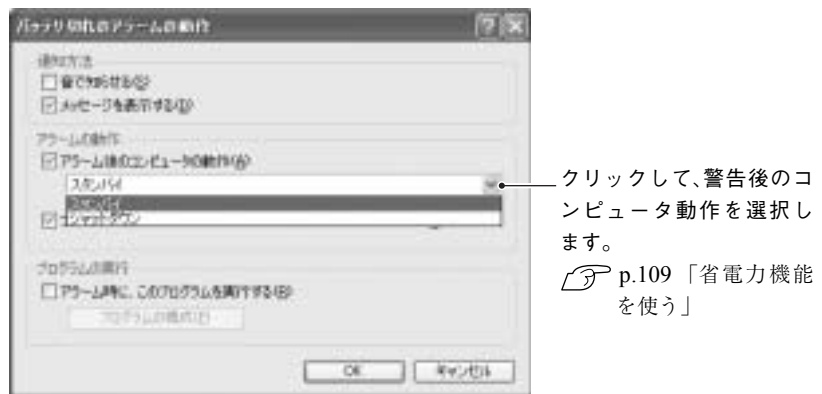 バッテリ切れのアラームの動作
通知方法
音で知らせる(S)
メッセージを表示する(D)
アラームの動作
アラーム後のコンピュータの動作(A)
スタンバイ
スタンバイ
シャットダウン
プログラムの実行
アラーム時に、このプログラムを実行する(R)
プログラムの構成(P)
OK
キャンセル
クリックして、警告後のコ
ンピュータ動作を選択し
ます。
p.109「省電力機能
を使う」